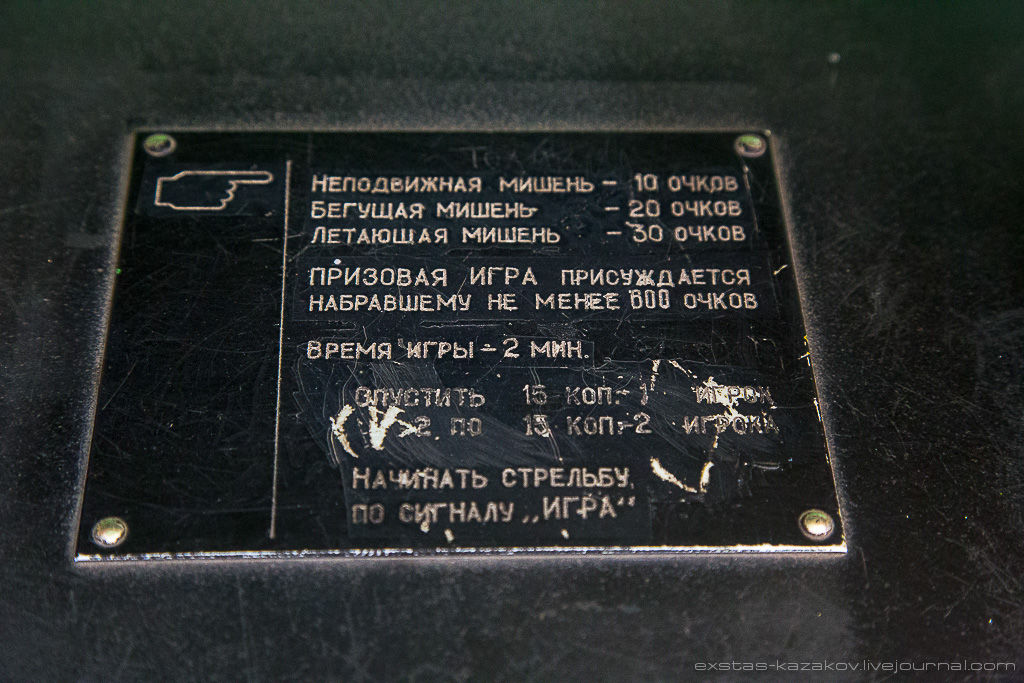 НЕПОДВИЖНАЯ МИШЕНЬ – 10 ОЧКОВ
БЕГУЩАЯ МИШЕНЬ – 20 ОЧКОВ
ЛЕТАЮЩАЯ МИШЕНЬ – 30 ОЧКОВ
ПРИЗОВАЯ ИГРА ПРИСУЖДАЕТСЯ
НАБРАВШЕМУ НЕ МЕНЕЕ 600 ОЧКОВ
ВРЕМЯ ИГРЫ – 2 МИН.
ОПУСТИТЬ 15 КОП.– 1 ИГРОК
2 ПО 15 КОП.– 2 ИГРОКА
НАЧИНАТЬ СТРЕЛЬБУ
ПО СИГНАЛУ „ИГРА“
exstas-kazakov.livejournal.com